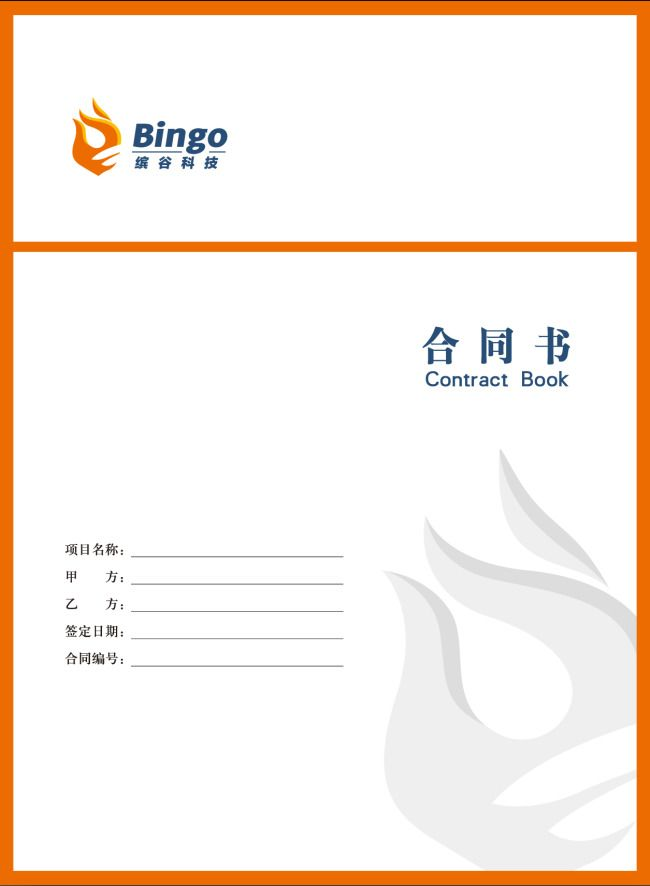 Bingo
缤谷科技
合同书
Contract Book
项目名称：
甲方：
乙方：
签定日期：
合同编号：